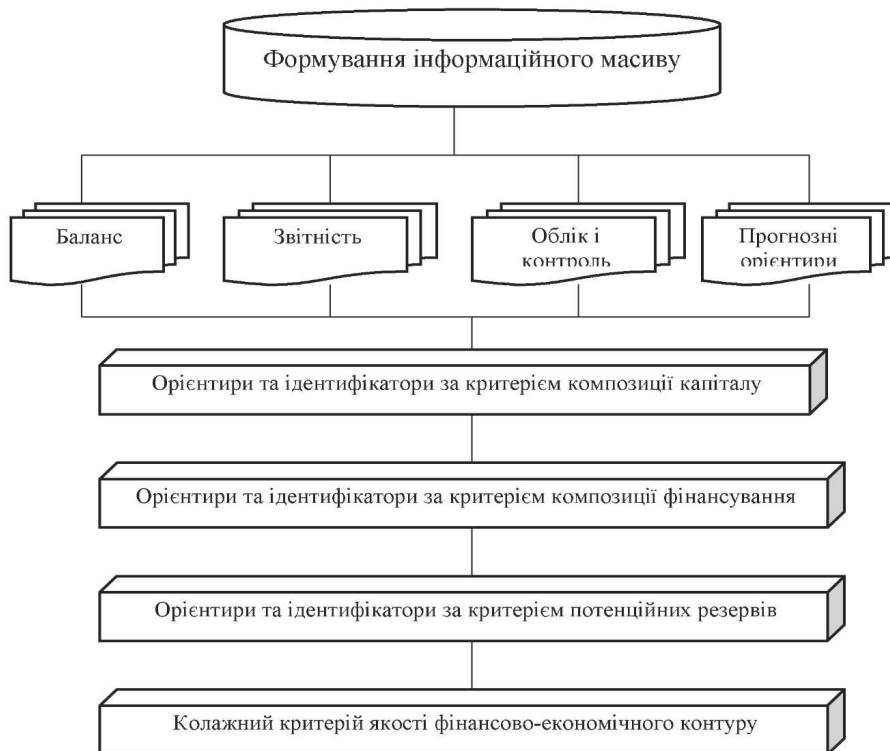 Формування інформаційного масиву
Баланс
Звітність
Облік і
контроль
Прогнозні
орієнтири
Орієнтири та ідентифікатори за критерієм композиції капіталу
Орієнтири та ідентифікатори за критерієм композиції фінансування
Орієнтири та ідентифікатори за критерієм потенційних резервів
Колажний критерій якості фінансово-економічного контуру